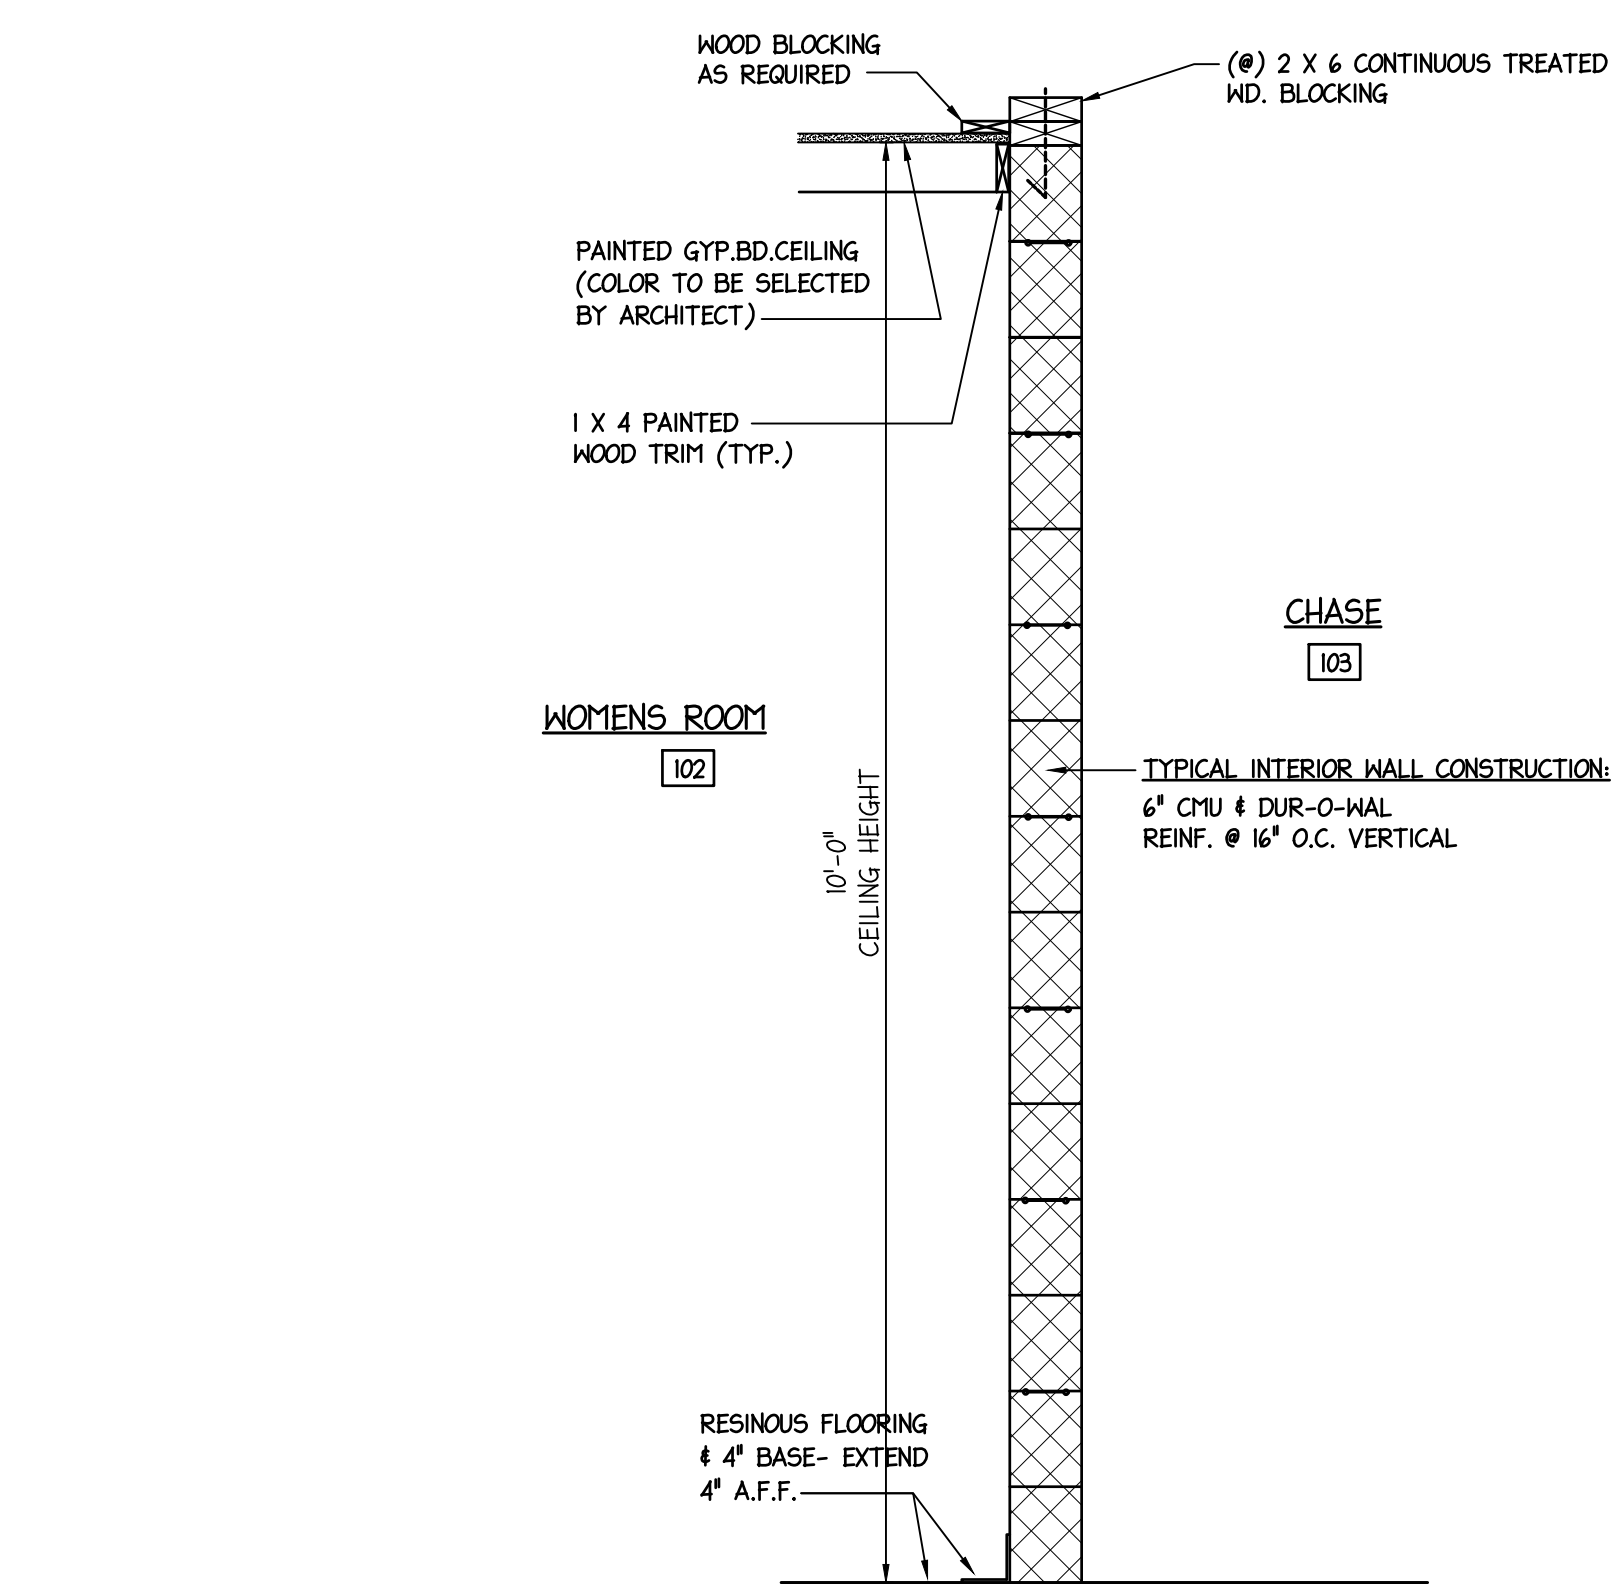 WOOD BLOCKING
AS REQUIRED
(@) 2 X 6 CONTINUOUS TREATED
WD. BLOCKING
PAINTED GYP.BD.CEILING
(COLOR TO BE SELECTED
BY ARCHITECT)
1 X 4 PAINTED
WOOD TRIM (TYP.)
CHASE
103
WOMENS ROOM
102
TYPICAL INTERIOR WALL CONSTRUCTION:
6" CMU & DUR-O-WAL
REINF. @ 16" O.C. VERTICAL
10'-0"
CEILING HEIGHT
RESINOUS FLOORING
& 4" BASE- EXTEND
4" A.F.F.